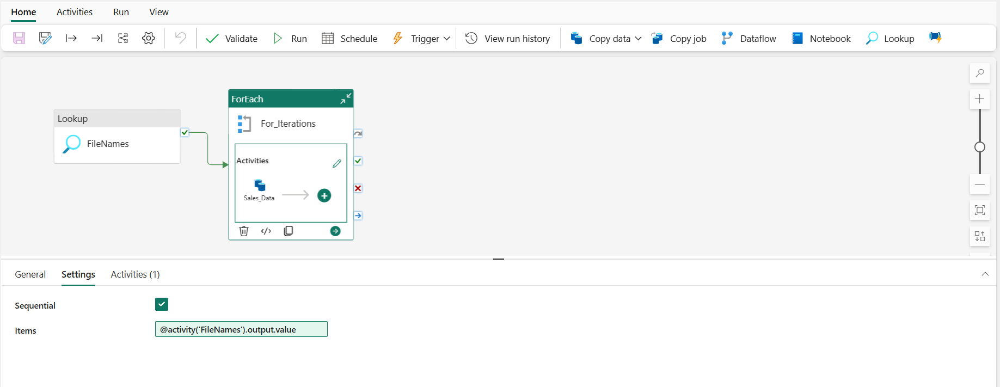 Home Activities Run View
Validate Run Schedule Trigger View run history Copy data Copy job Dataflow Notebook Lookup
ForEach
Lookup
For_Iterations
FileNames
Activities
Sales_Data
General Settings Activities (1)
Sequential
Items @activity('FileNames').output.value